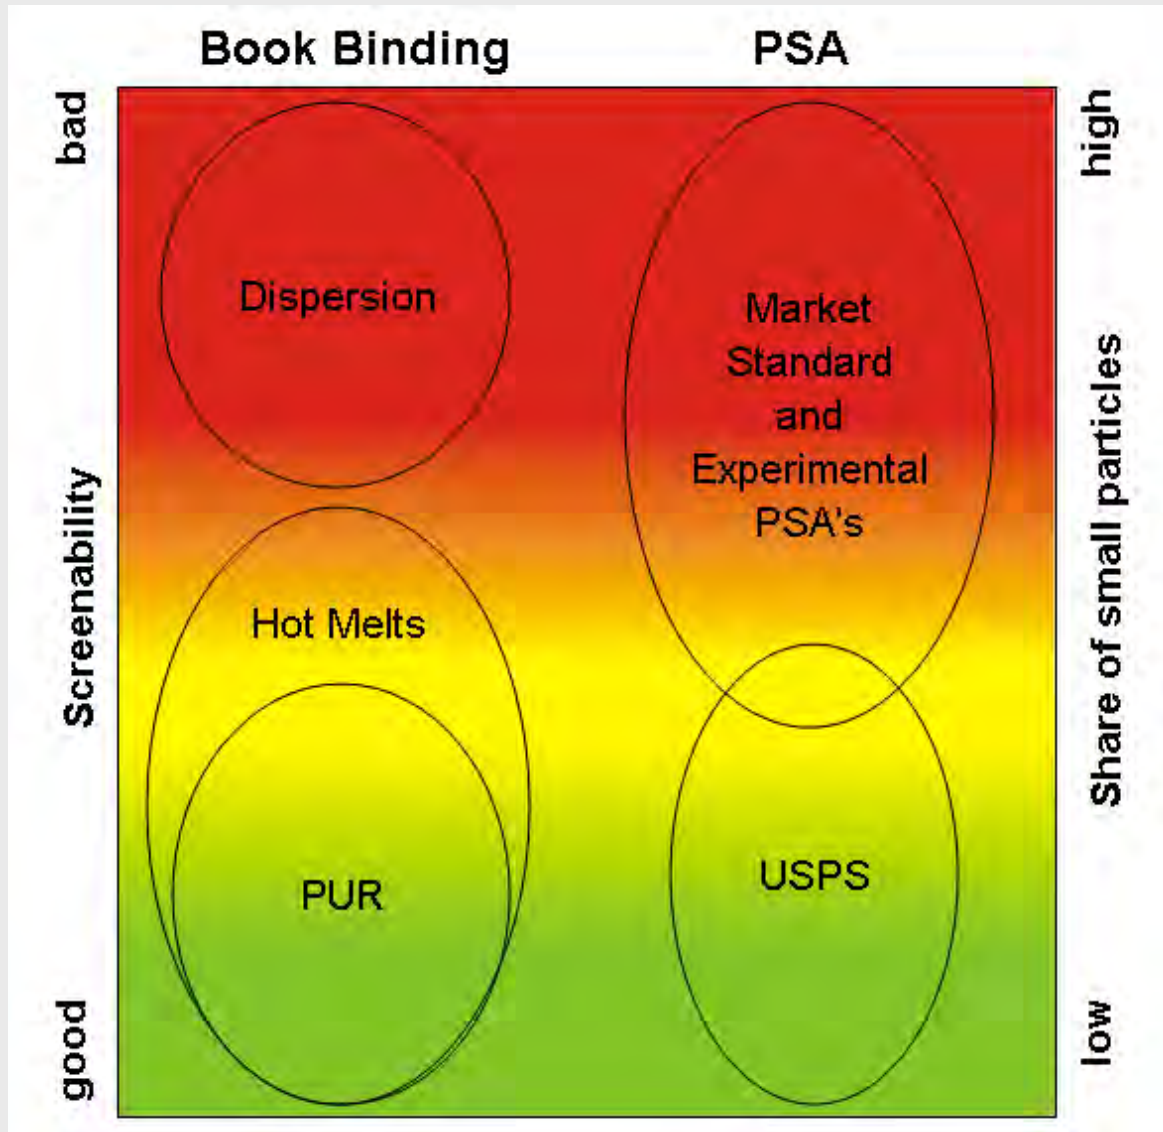 Book Binding
PSA
bad
high
Dispersion
Market
Standard
and
Experimental
PSA's
Screenability
Share of small particles
Hot Melts
PUR
USPS
good
low